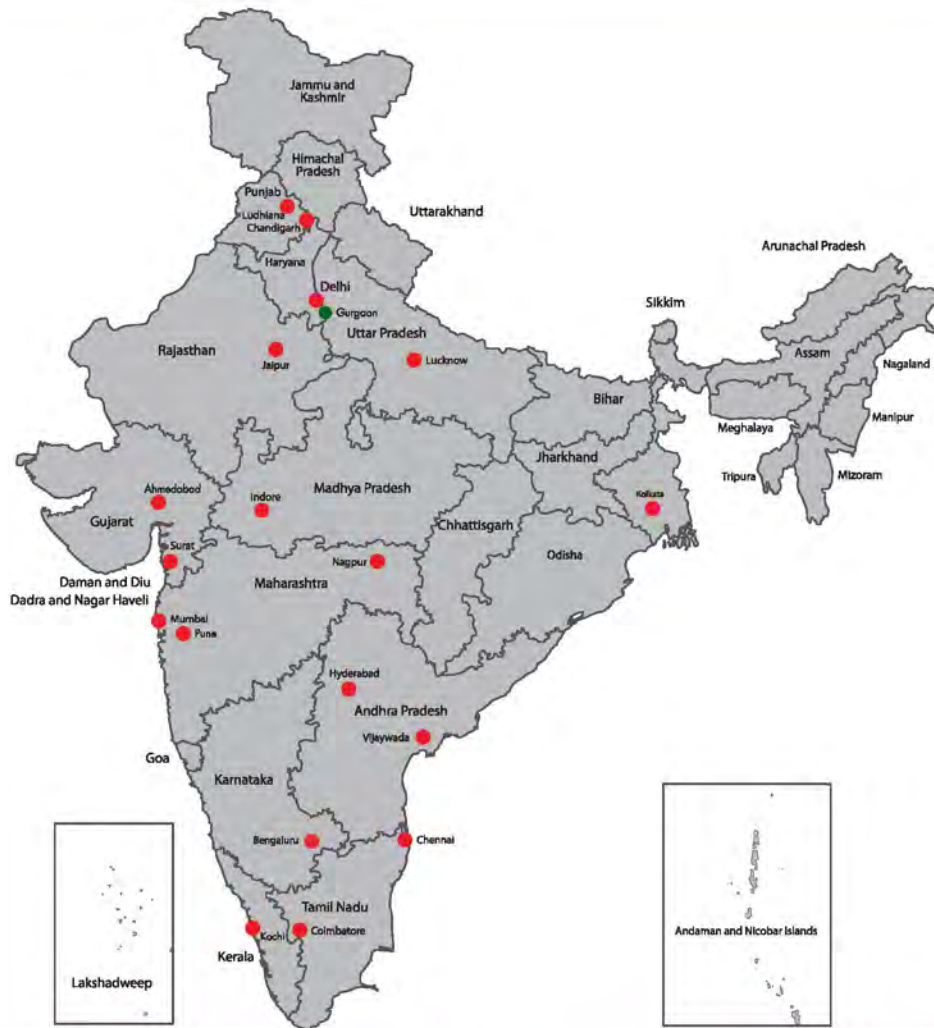 Jammu and
Kashmir
Himachal
Pradesh
Punjab
Ludhiana
Chandigarh
Uttarakhand
Haryana
Arunachal Pradesh
Delhi
Gurgoon
Sikkim
Uttar Pradesh
Rajasthan
Jaipur
Lucknow
Assam
Nagaland
Bihar
Meghalaya
Manipur
Jharkhand
Tripura
Mizoram
Ahmedobod
Indore
Madhya Pradesh
Kolkata
Gujarat
Chhattisgarh
Surat
Odisha
Nagpur
Maharashtra
Daman and Diu
Dadra and Nagar Haveli
Mumbai
Puna
Hyderabad
Andhra Pradesh
Vijaywada
Goa
Karnataka
Bengaluru
Chennai
Tamil Nadu
Kochi
Coimbatore
Kerala
Lakshadweep
Andaman and Nicobar Islands